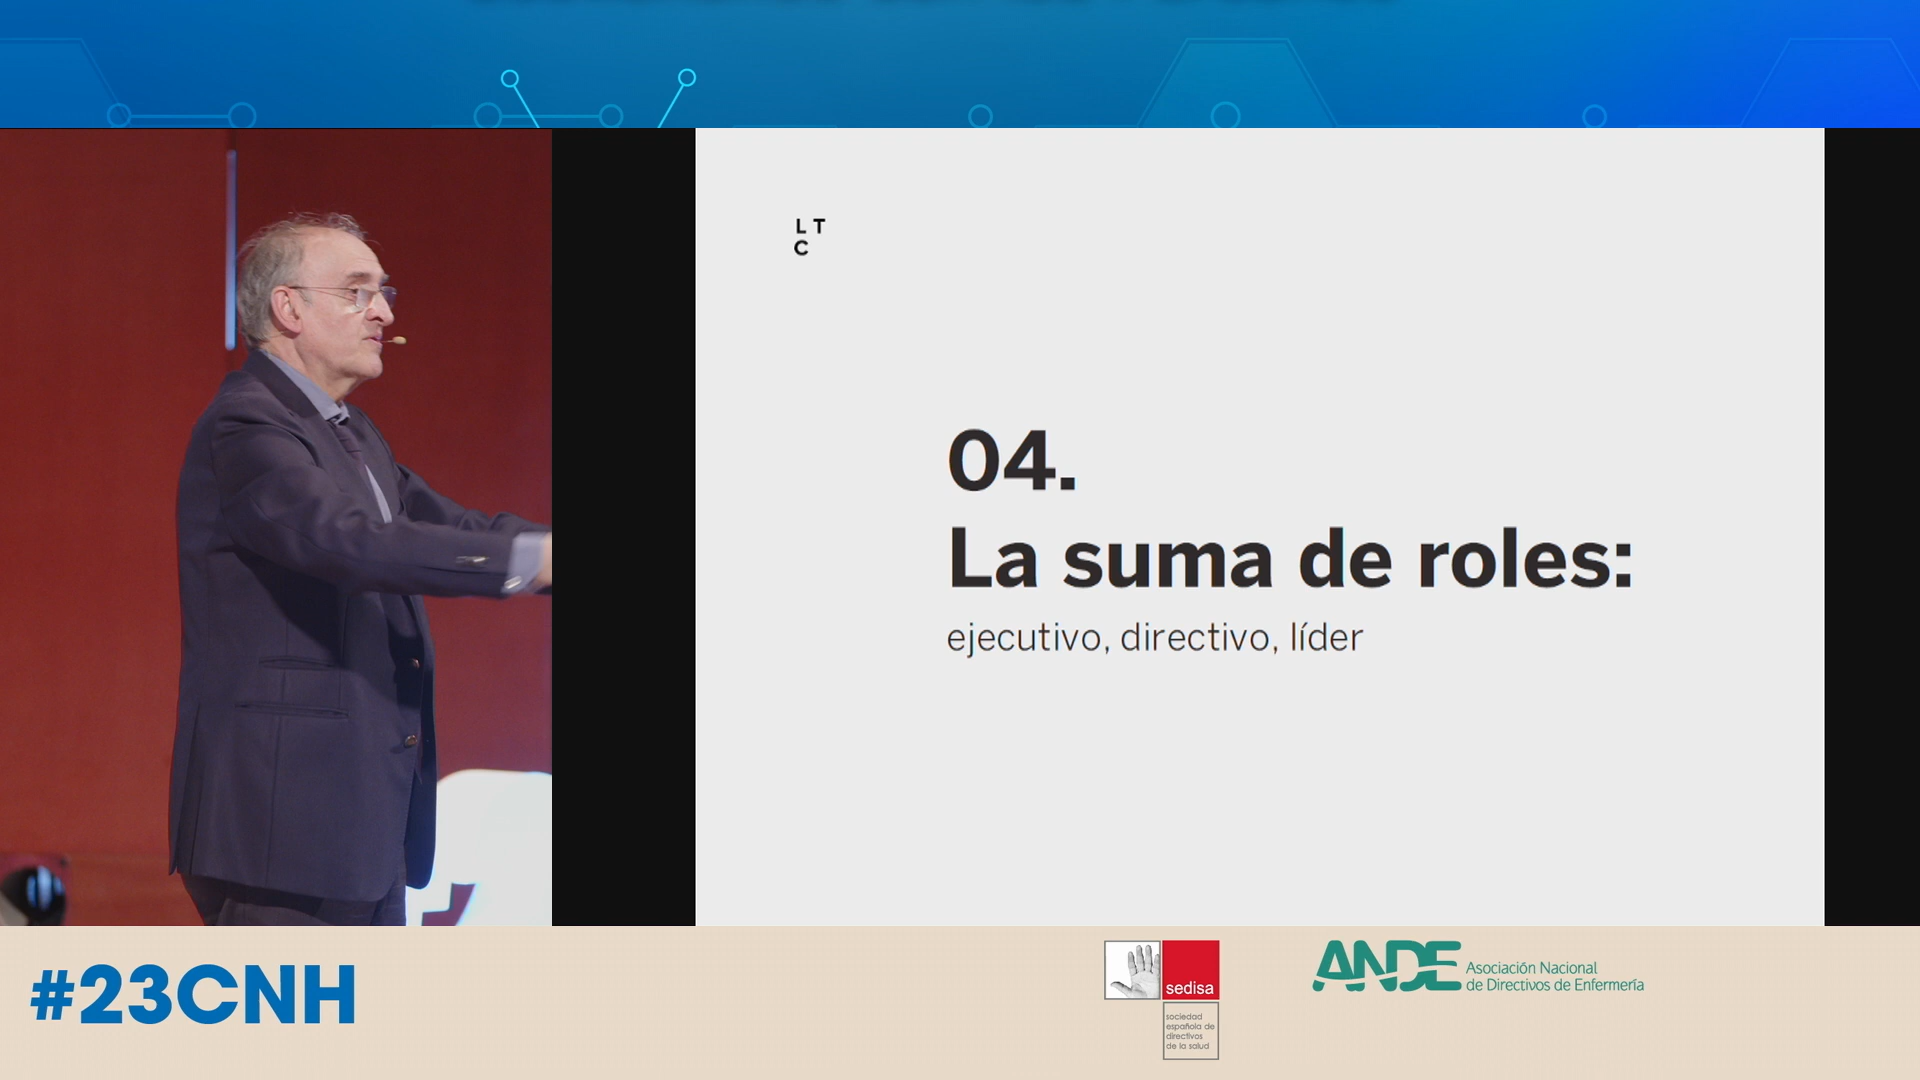 L T
C
04.
La suma de roles:
ejecutivo, directivo, líder
#23CNH
sedisa
sociedad
española de
directivos
de la salud
ANDE
Asociación Nacional
de Directivos de Enfermería